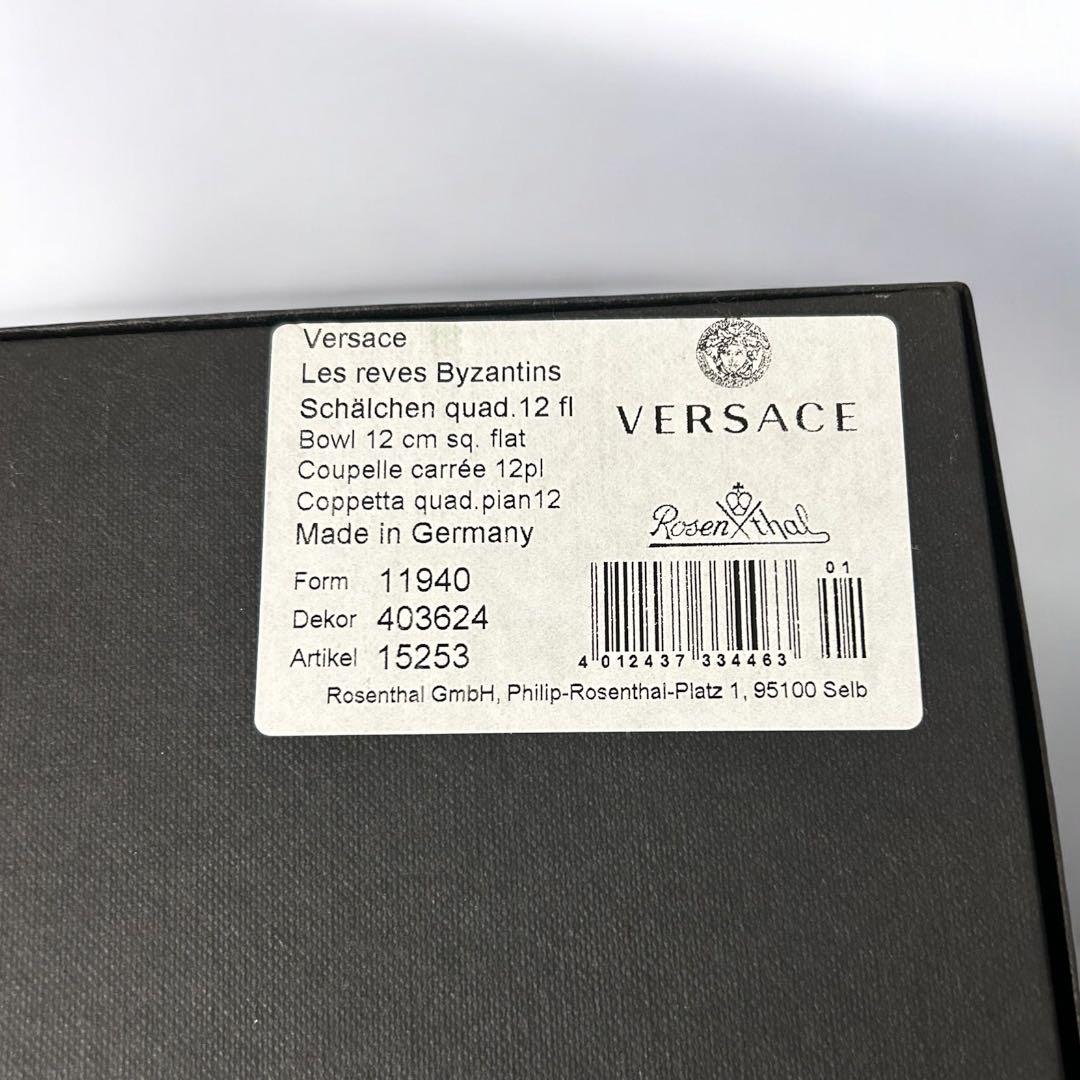 Versace
Les reves Byzantins
Schälchen quad.12 fl
Bowl 12 cm sq. flat
Coupelle carrée 12pl
Coppetta quad.pian12
Made in Germany
Form 11940
Dekor 403624
Artikel 15253
VERSACE
Rosenthal
01
4 012437 334463
Rosenthal GmbH, Philip-Rosenthal-Platz 1, 95100 Selb